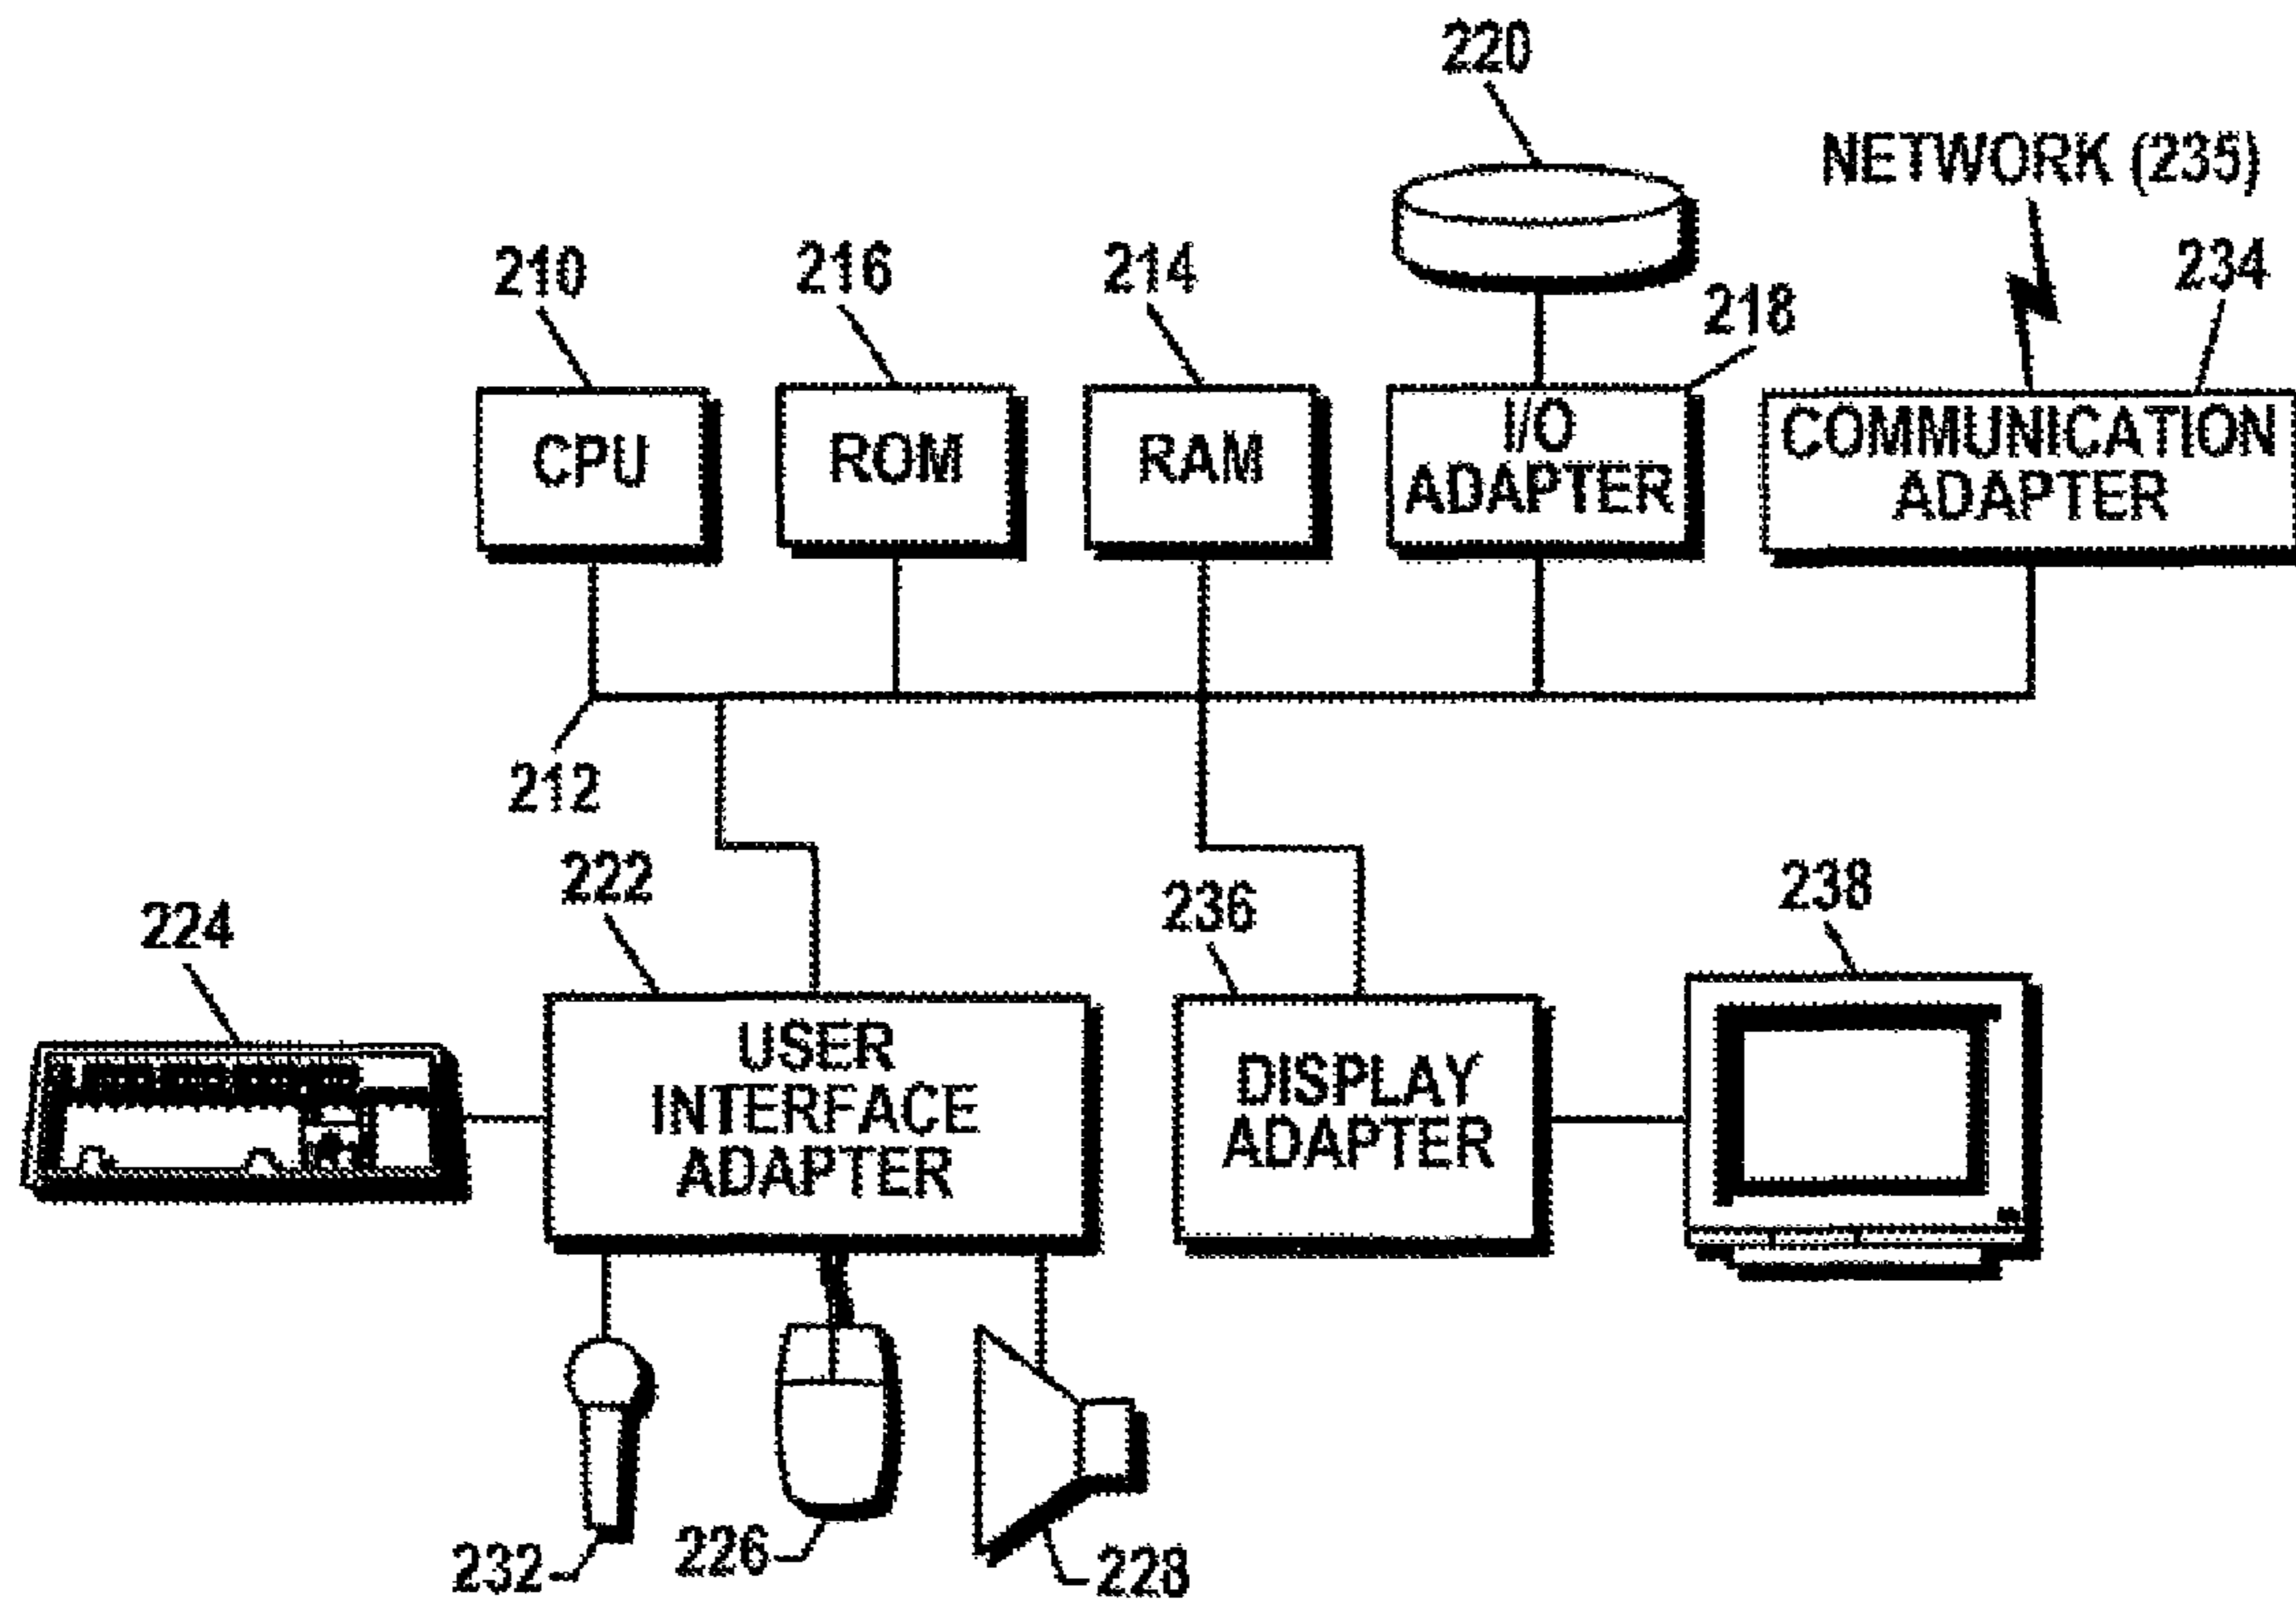 220
NETWORK (235)
210
216
214
218
234
CPU
ROM
RAM
I/O
ADAPTER
COMMUNICATION
ADAPTER
212
222
224
236
238
USER
INTERFACE
ADAPTER
DISPLAY
ADAPTER
232
226
228